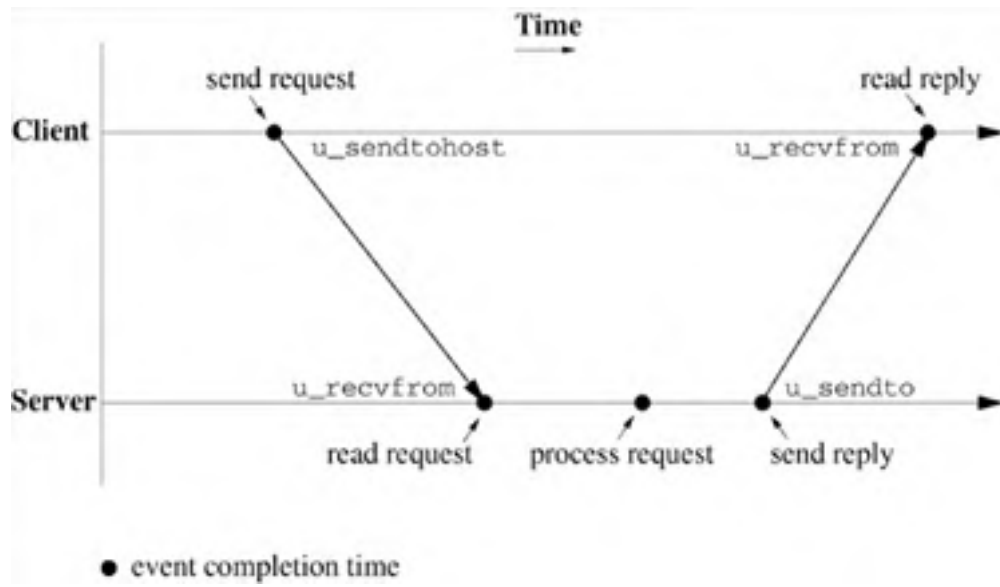 Time
send request
read reply
Client
u_sendtohost
u_recvfrom
u_recvfrom
u_sendto
Server
read request
process request
send reply
event completion time